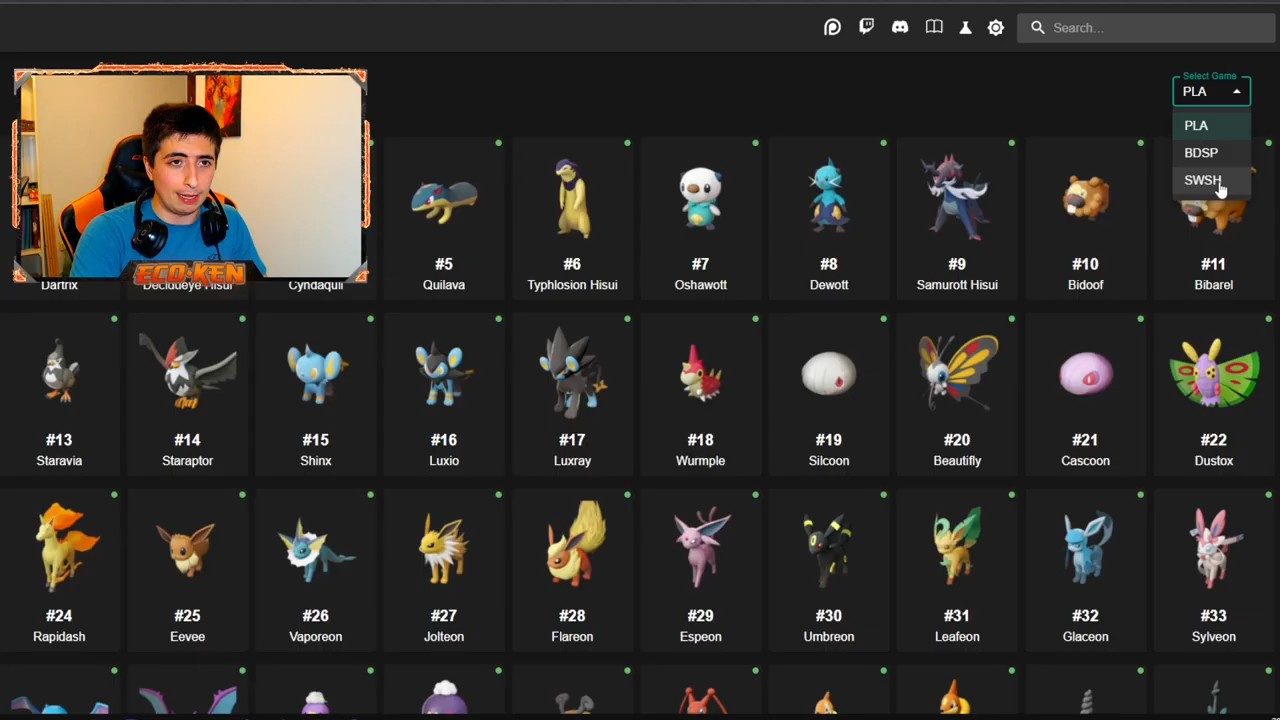 Search...
Select Game
PLA
PLA
BDSP
SWSH
ECO-KEN
Dartrix
Decidueye Hisui
Cyndaquil
#5
Quilava
#6
Typhlosion Hisui
#7
Oshawott
#8
Dewott
#9
Samurott Hisui
#10
Bidoof
#11
Bibarel
#13
Staravia
#14
Staraptor
#15
Shinx
#16
Luxio
#17
Luxray
#18
Wurmple
#19
Silcoon
#20
Beautifly
#21
Cascoon
#22
Dustox
#24
Rapidash
#25
Eevee
#26
Vaporeon
#27
Jolteon
#28
Flareon
#29
Espeon
#30
Umbreon
#31
Leafeon
#32
Glaceon
#33
Sylveon